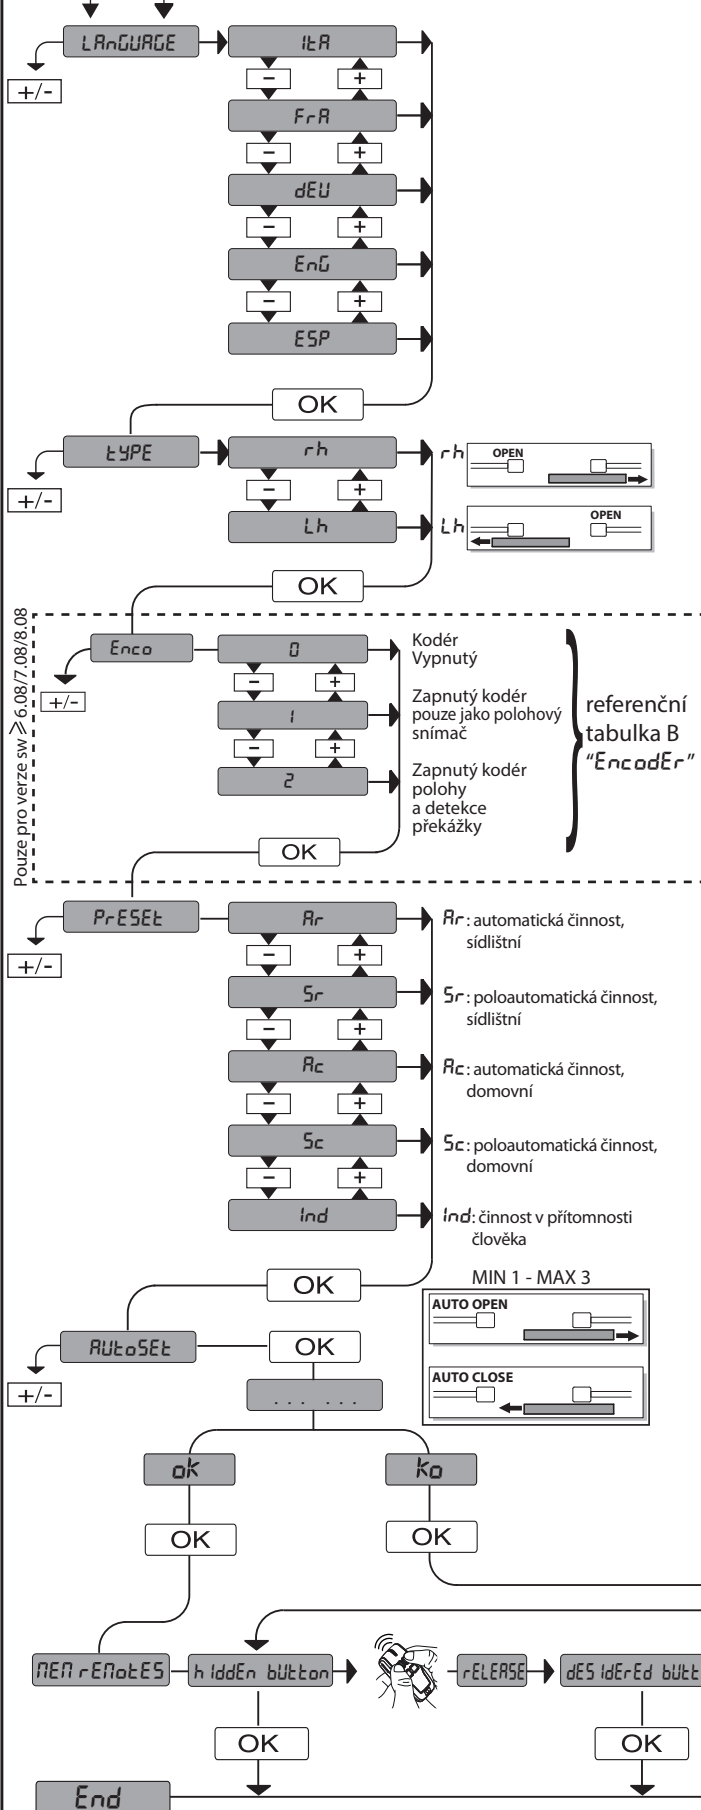 LAnGUAGE
ItA
+/-
- +
FrA
- +
dEU
- +
EnG
- +
ESP
OK
tYPE
rh
rh
OPEN
+/-
- +
Lh
Lh
OPEN
OK
Pouze pro verze sw ⩾ 6.08/7.08/8.08
Enco
0
Kodér
Vypnutý
+/-
- +
1
Zapnutý kodér
pouze jako polohový
snímač
- +
2
Zapnutý kodér
polohy
a detekce
překážky
referenční
tabulka B
“EncodEr”
OK
PrESEt
Ar
Ar: automatická činnost,
sídlištní
+/-
- +
Sr
Sr: poloautomatická činnost,
sídlištní
- +
Ac
Ac: automatická činnost,
domovní
- +
Sc
Sc: poloautomatická činnost,
domovní
- +
Ind
Ind: činnost v přítomnosti
člověka
OK
MIN 1 - MAX 3
AUTO OPEN
AUTO CLOSE
AUtoSEt
OK
+/-
... ...
oK
Ko
OK
OK
MEM rEMotES
hIddEn bUtton
rELEASE
dESIdErEd bUtt
OK
OK
End